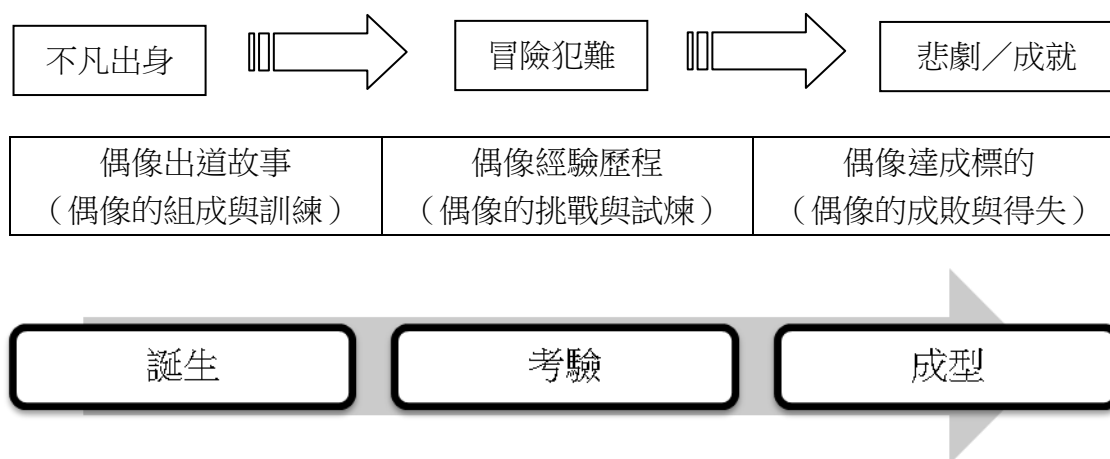 不凡出身
冒險犯難
悲劇／成就
偶像出道故事
（偶像的組成與訓練）
偶像經驗歷程
（偶像的挑戰與試煉）
偶像達成標的
（偶像的成敗與得失）
誕生
考驗
成型